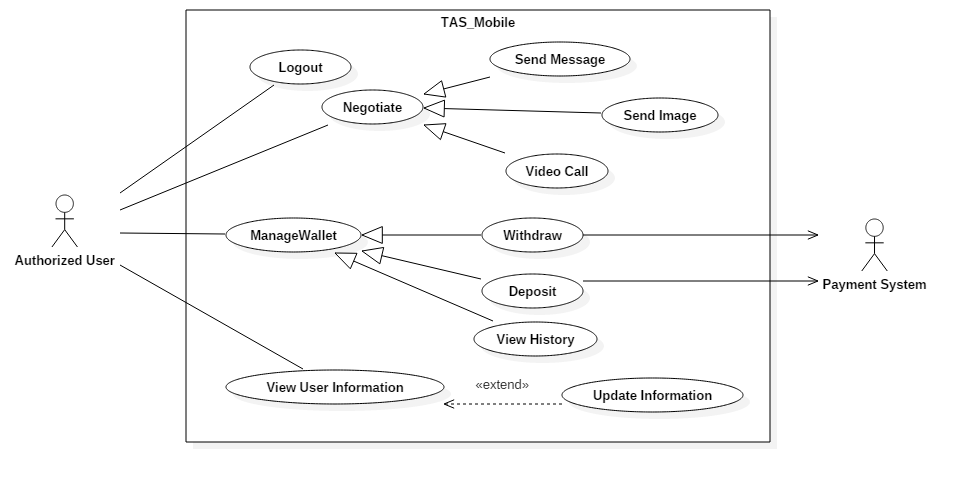 TAS_Mobile
Logout
Send Message
Negotiate
Send Image
Video Call
ManageWallet
Withdraw
Authorized User
Payment System
Deposit
View History
View User Information
«extend»
Update Information